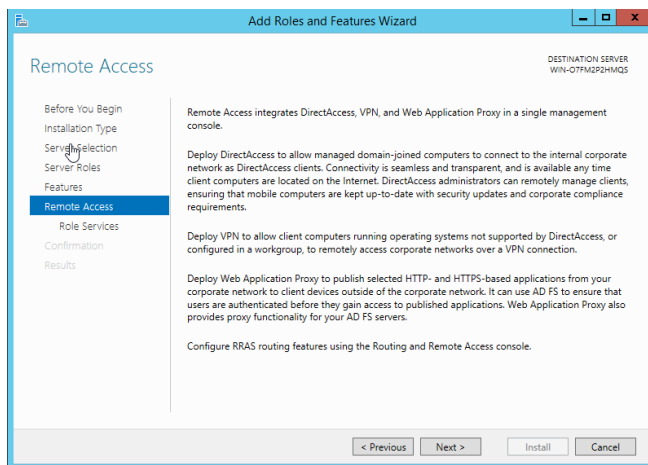 Add Roles and Features Wizard
Remote Access
DESTINATION SERVER
WIN-O7FM2P2HMQS
Before You Begin
Installation Type
Server Selection
Server Roles
Features
Remote Access
Role Services
Confirmation
Results
Remote Access integrates DirectAccess, VPN, and Web Application Proxy in a single management
console.
Deploy DirectAccess to allow managed domain-joined computers to connect to the internal corporate
network as DirectAccess clients. Connectivity is seamless and transparent, and is available any time
client computers are located on the Internet. DirectAccess administrators can remotely manage clients,
ensuring that mobile computers are kept up-to-date with security updates and corporate compliance
requirements.
Deploy VPN to allow client computers running operating systems not supported by DirectAccess, or
configured in a workgroup, to remotely access corporate networks over a VPN connection.
Deploy Web Application Proxy to publish selected HTTP- and HTTPS-based applications from your
corporate network to client devices outside of the corporate network. It can use AD FS to ensure that
users are authenticated before they gain access to published applications. Web Application Proxy also
provides proxy functionality for your AD FS servers.
Configure RRAS routing features using the Routing and Remote Access console.
< Previous
Next >
Install
Cancel